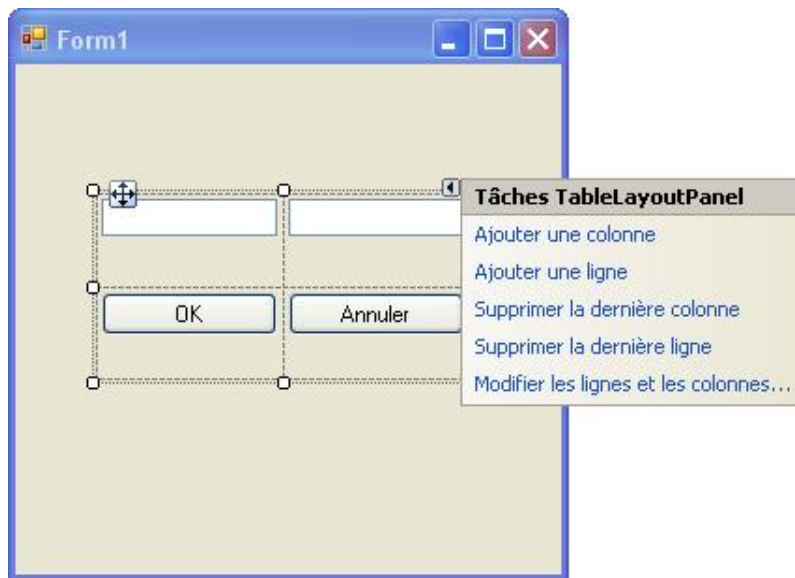 Form1
Tâches TableLayoutPanel
Ajouter une colonne
Ajouter une ligne
Supprimer la dernière colonne
Supprimer la dernière ligne
Modifier les lignes et les colonnes...
OK
Annuler